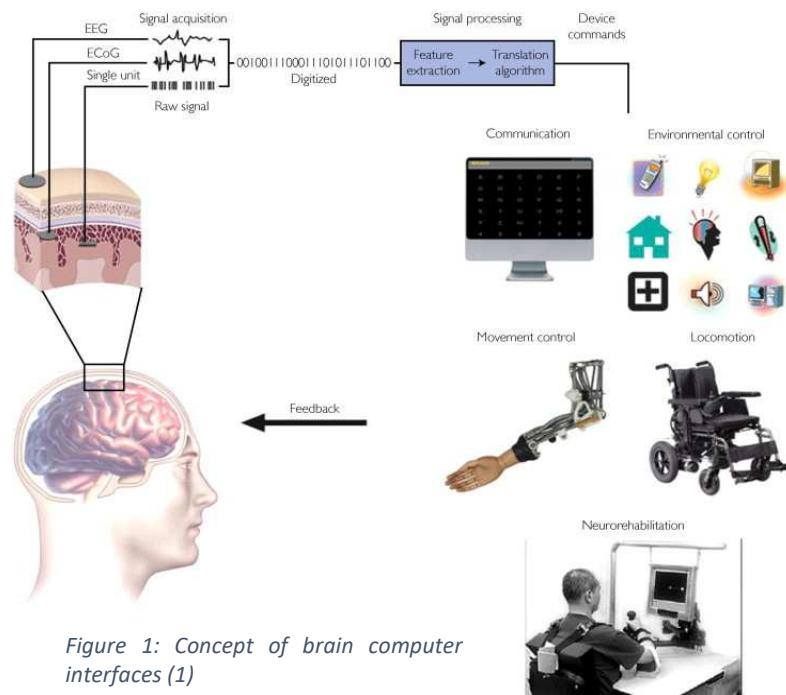 Signal acquisition
EEG
ECoG
Single unit
Raw signal
Digitized
Signal processing
Feature
extraction
Translation
algorithm
Device
commands
Communication
Environmental control
Movement control
Locomotion
Feedback
Neurorehabilitation
Figure 1: Concept of brain computer
interfaces (1)